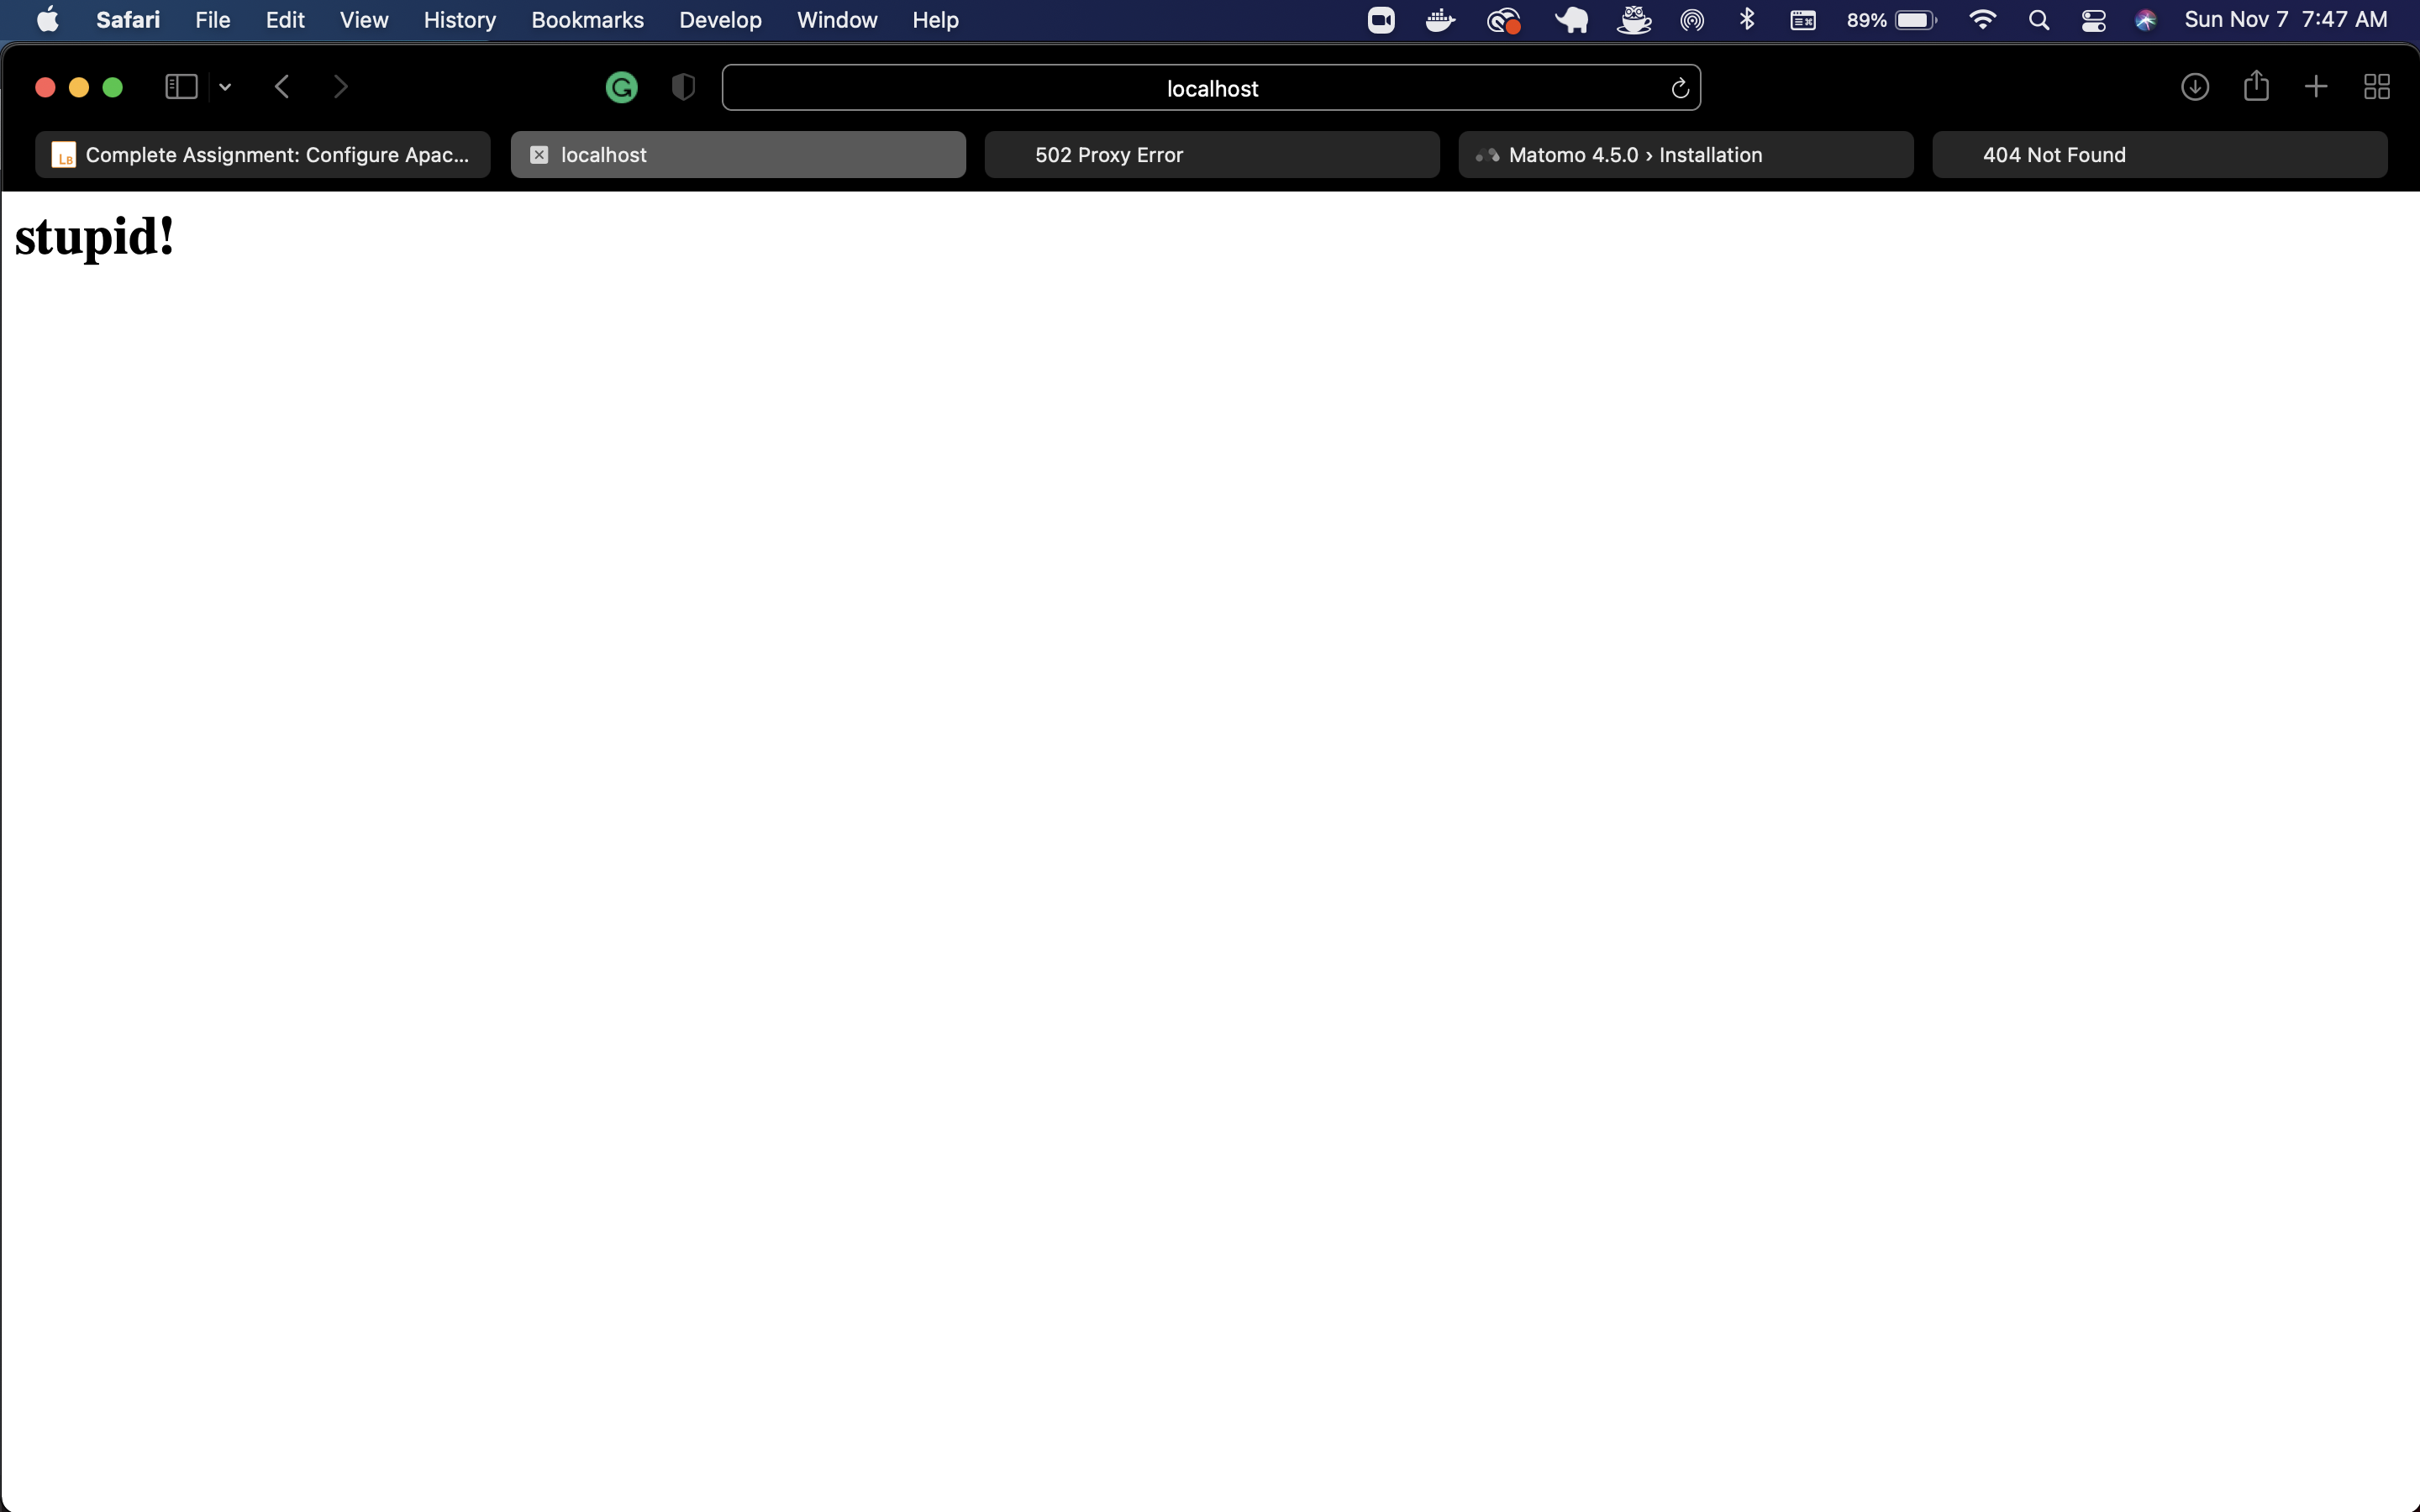 Safari File Edit View History Bookmarks Develop Window Help 89% Sun Nov 7 7:47 AM
localhost
LB Complete Assignment: Configure Apac... localhost 502 Proxy Error Matomo 4.5.0 › Installation 404 Not Found
stupid!